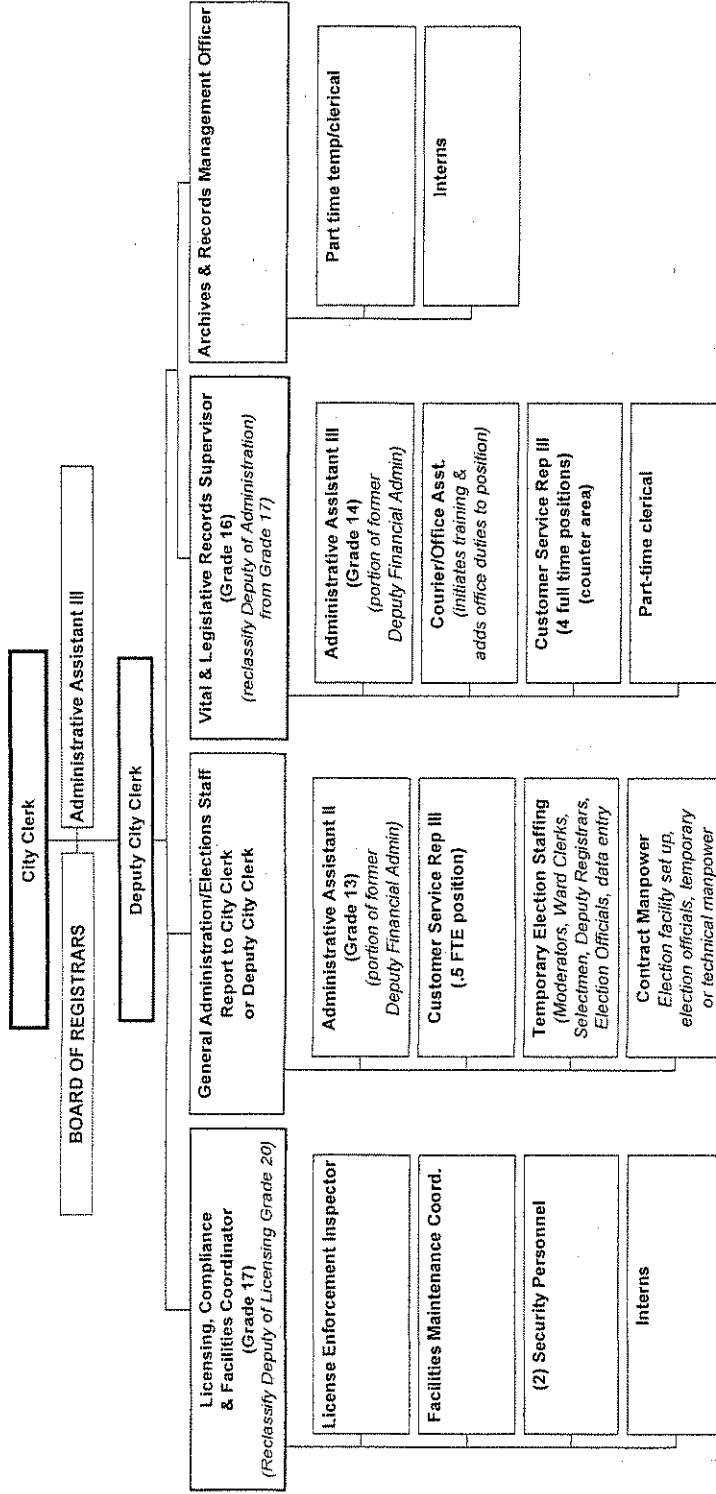 City Clerk
BOARD OF REGISTRARS
Administrative Assistant III
Deputy City Clerk
Licensing, Compliance
& Facilities Coordinator
(Grade 17)
(Reclassify Deputy of Licensing Grade 20)
License Enforcement Inspector
Facilities Maintenance Coord.
(2) Security Personnel
Interns
General Administration/Elections Staff
Report to City Clerk
or Deputy City Clerk
Administrative Assistant II
(Grade 13)
(portion of former
Deputy Financial Admin)
Customer Service Rep III
(.5 FTE position)
Temporary Election Staffing
(Moderators, Ward Clerks,
Selectmen, Deputy Registrars,
Election Officials, data entry
Contract Manpower
Election facility set up,
election officials, temporary
or technical manpower
Vital & Legislative Records Supervisor
(Grade 16)
(reclassify Deputy of Administration
from Grade 17)
Administrative Assistant III
(Grade 14)
(portion of former
Deputy Financial Admin)
Courier/Office Asst.
(initiates training &
adds office duties to position)
Customer Service Rep III
(4 full time positions)
(counter area)
Part-time clerical
Archives & Records Management Officer
Part time temp/clerical
Interns